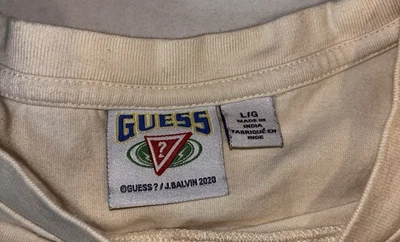 GUESS
?
©GUESS? / J.BALVIN 2020
L/G
MADE IN
INDIA
FABRIQUÉ EN
INDE